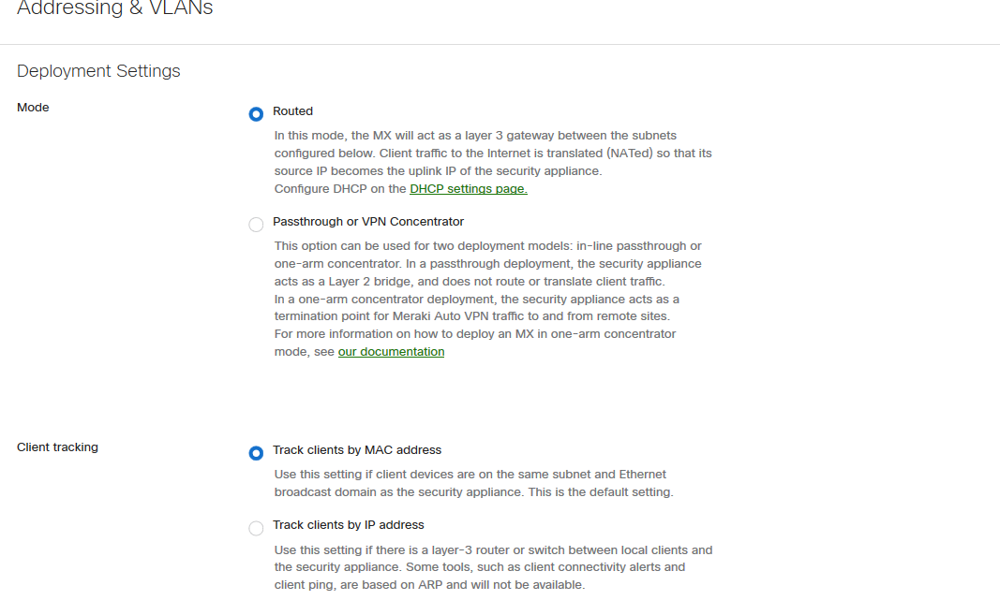 Addressing & VLANs
Deployment Settings
Mode
Routed
In this mode, the MX will act as a layer 3 gateway between the subnets
configured below. Client traffic to the Internet is translated (NATed) so that its
source IP becomes the uplink IP of the security appliance.
Configure DHCP on the DHCP settings page.
Passthrough or VPN Concentrator
This option can be used for two deployment models: in-line passthrough or
one-arm concentrator. In a passthrough deployment, the security appliance
acts as a Layer 2 bridge, and does not route or translate client traffic.
In a one-arm concentrator deployment, the security appliance acts as a
termination point for Meraki Auto VPN traffic to and from remote sites.
For more information on how to deploy an MX in one-arm concentrator
mode, see our documentation
Client tracking
Track clients by MAC address
Use this setting if client devices are on the same subnet and Ethernet
broadcast domain as the security appliance. This is the default setting.
Track clients by IP address
Use this setting if there is a layer-3 router or switch between local clients and
the security appliance. Some tools, such as client connectivity alerts and
client ping, are based on ARP and will not be available.